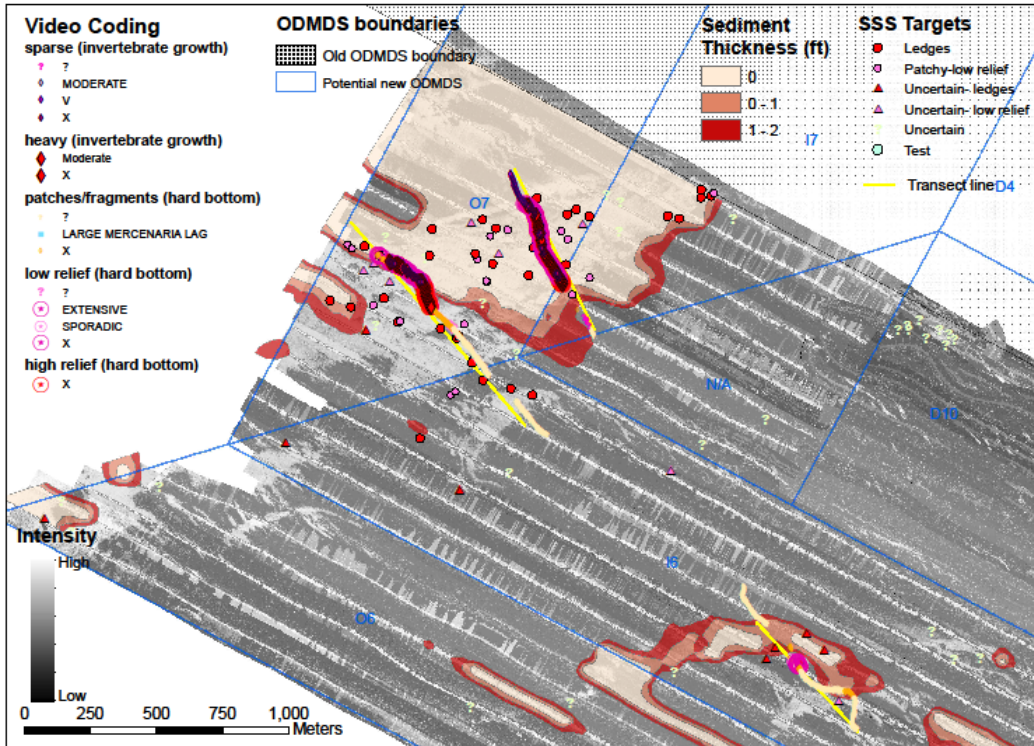 Video Coding
sparse (invertebrate growth)
?
MODERATE
V
X
heavy (invertebrate growth)
Moderate
X
patches/fragments (hard bottom)
?
LARGE MERCENARIA LAG
X
low relief (hard bottom)
?
EXTENSIVE
SPORADIC
X
high relief (hard bottom)
X
ODMDS boundaries
Old ODMDS boundary
Potential new ODMDS
Sediment
Thickness (ft)
0
0 - 1
1 - 2
SSS Targets
Ledges
Patchy-low relief
Uncertain- ledges
Uncertain- low relief
Uncertain
Test
Transect line
I7
D4
O7
N/A
D10
I6
O6
Intensity
High
Low
0 250 500 750 1,000
Meters